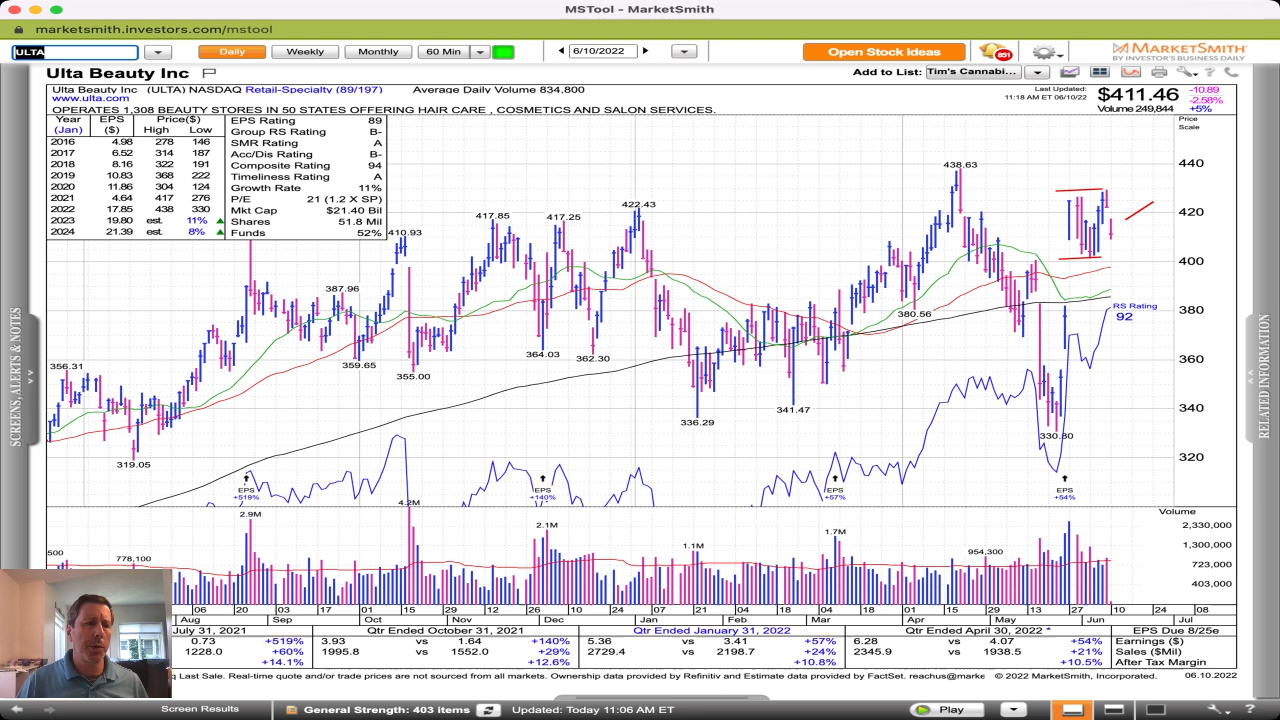 MSTool - MarketSmith
marketsmith.investors.com/mstool
ULTA Daily Weekly Monthly 60 Min 6/10/2022 Open Stock Ideas 851 MARKETSMITH
BY INVESTOR'S BUSINESS DAILY
Ulta Beauty Inc Add to List: Tim's Cannabi...
Ulta Beauty Inc (ULTA) NASDAQ Retail-Specialty (89/197) Average Daily Volume 834,800
www.ulta.com
OPERATES 1,308 BEAUTY STORES IN 50 STATES OFFERING HAIR CARE , COSMETICS AND SALON SERVICES.
Last Updated:
11:18 AM ET 06/10/22
$411.46 -10.89
-2.58%
Volume 249,844 +5%
Year EPS Price($)
(Jan) ($) High Low
2016 4.98 278 146
2017 6.52 314 187
2018 8.16 322 191
2019 10.83 368 222
2020 11.86 304 124
2021 4.64 417 276
2022 17.85 438 330
2023 19.80 est. 11%
2024 21.39 est. 8%
EPS Rating 89
Group RS Rating B-
SMR Rating A
Acc/Dis Rating B-
Composite Rating 94
Timeliness Rating A
Growth Rate 11%
P/E 21 (1.2 X SP)
Mkt Cap $21.40 Bil
Shares 51.8 Mil
Funds 52%
Price
Scale
440
420
400
380
360
340
320
438.63
422.43
417.85
417.25
410.93
387.96
380.56
356.31
359.65
355.00
364.03
362.30
336.29
341.47
330.80
319.05
RS Rating
92
EPS
+519%
EPS
+140%
EPS
+57%
EPS
+54%
Volume
2,330,000
1,300,000
723,000
403,000
500
778,100
2.9M
4.2M
2.1M
1.1M
1.7M
954,300
06 20 03 17 01 15 29 12 26 10 24 07 21 04 18 04 18 01 15 29 13 27 10 24 08
Aug Sep Oct Nov Dec Jan Feb Mar Apr May Jun Jul
July 31, 2021 Qtr Ended October 31, 2021 Qtr Ended January 31, 2022 Qtr Ended April 30, 2022 * EPS Due 8/25e
0.73 +519% 3.93 vs 1.64 +140% 5.36 vs 3.41 +57% 6.28 vs 4.07 +54% Earnings ($)
1228.0 +60% 1995.8 vs 1552.0 +29% 2729.4 vs 2198.7 +24% 2345.9 vs 1938.5 +21% Sales ($Mil)
+14.1% +12.6% +10.8% +10.5% After Tax Margin
q Last Sale. Real-time quote and/or trade prices are not sourced from all markets. Ownership data provided by Refinitiv and Estimate data provided by FactSet. reachus@marke © 2022 MarketSmith, Incorporated. 06.10.2022
SCREENS, ALERTS & NOTES
RELATED INFORMATION
Screen Results General Strength: 403 items Updated: Today 11:06 AM ET Play